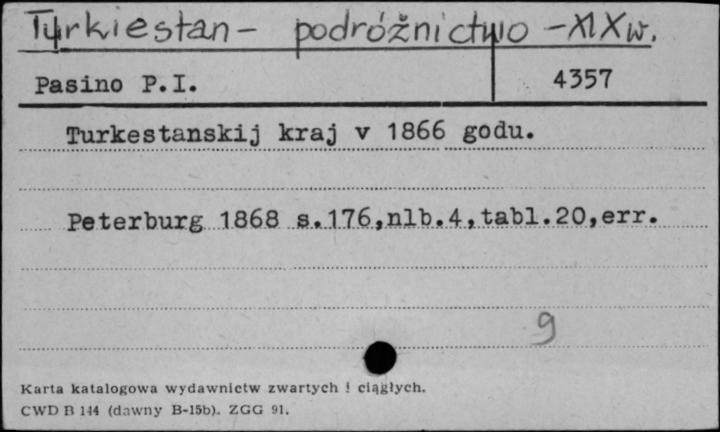 Turkiestan - podróżnictwo - XIX w.
Pasino P.I. 4357
Turkestanskij kraj v 1866 godu.
Peterburg 1868 s.176,nlb.4,tabl.20,err.
9
Karta katalogowa wydawnictw zwartych i ciągłych.
CWD B 144 (dawny B-15b). ZGG 91.